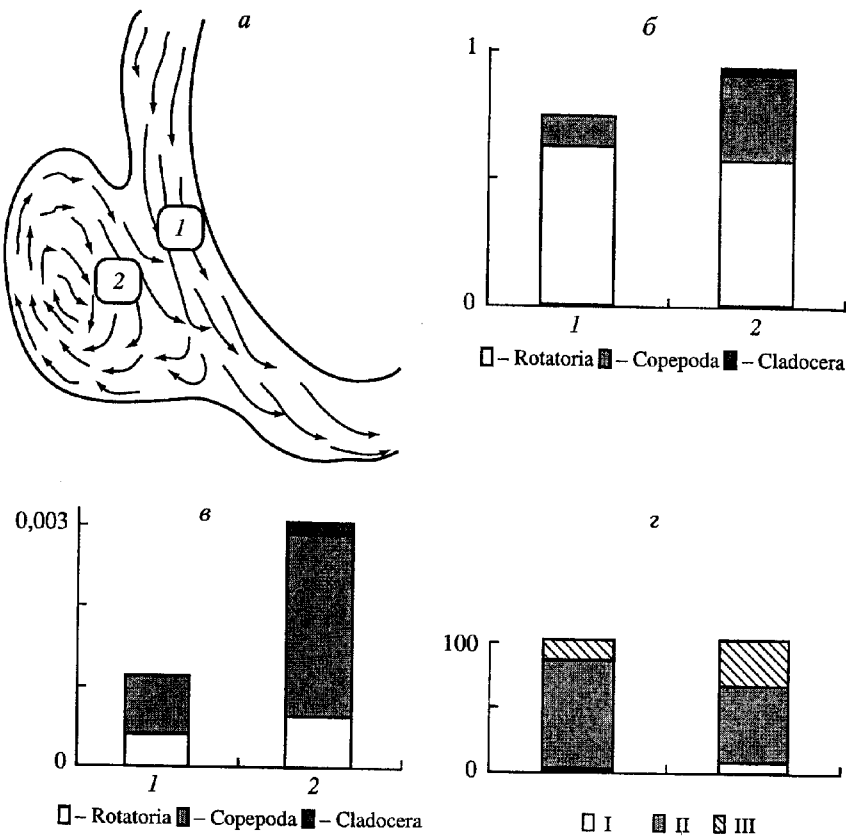 а
1
2
б
1
0
1
2
– Rotatoria – Copepoda – Cladocera
в
0,003
0
1
2
– Rotatoria – Copepoda – Cladocera
г
100
50
0
I II III